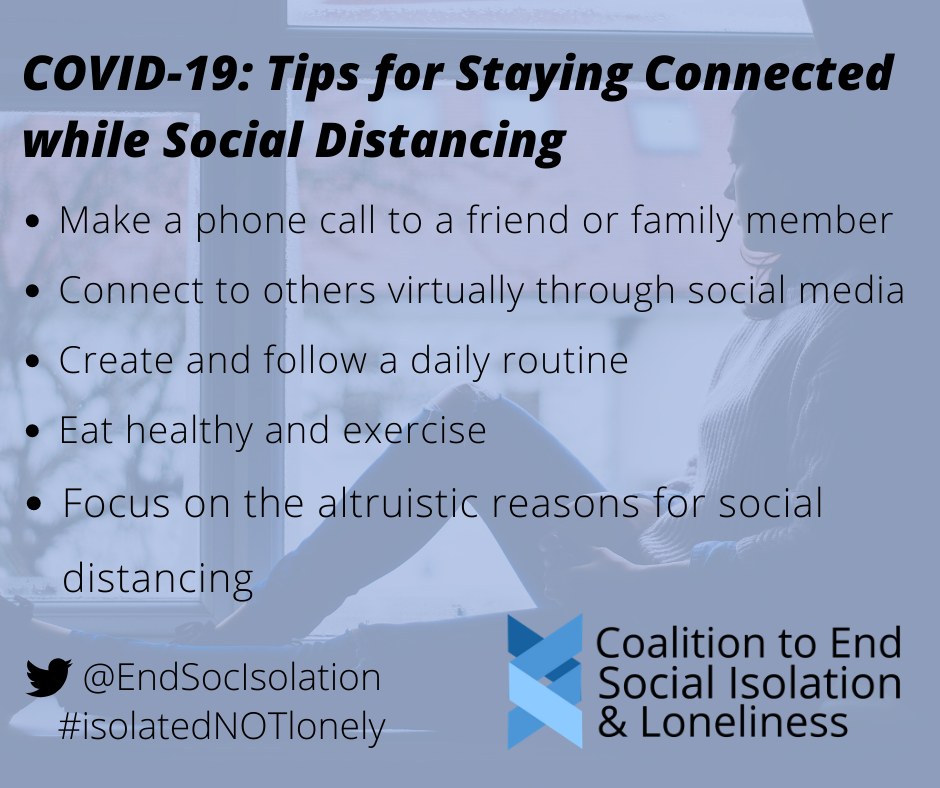 COVID-19: Tips for Staying Connected
while Social Distancing
• Make a phone call to a friend or family member
• Connect to others virtually through social media
• Create and follow a daily routine
• Eat healthy and exercise
• Focus on the altruistic reasons for social
distancing
@EndSocIsolation
#isolatedNOTlonely
Coalition to End
Social Isolation
& Loneliness